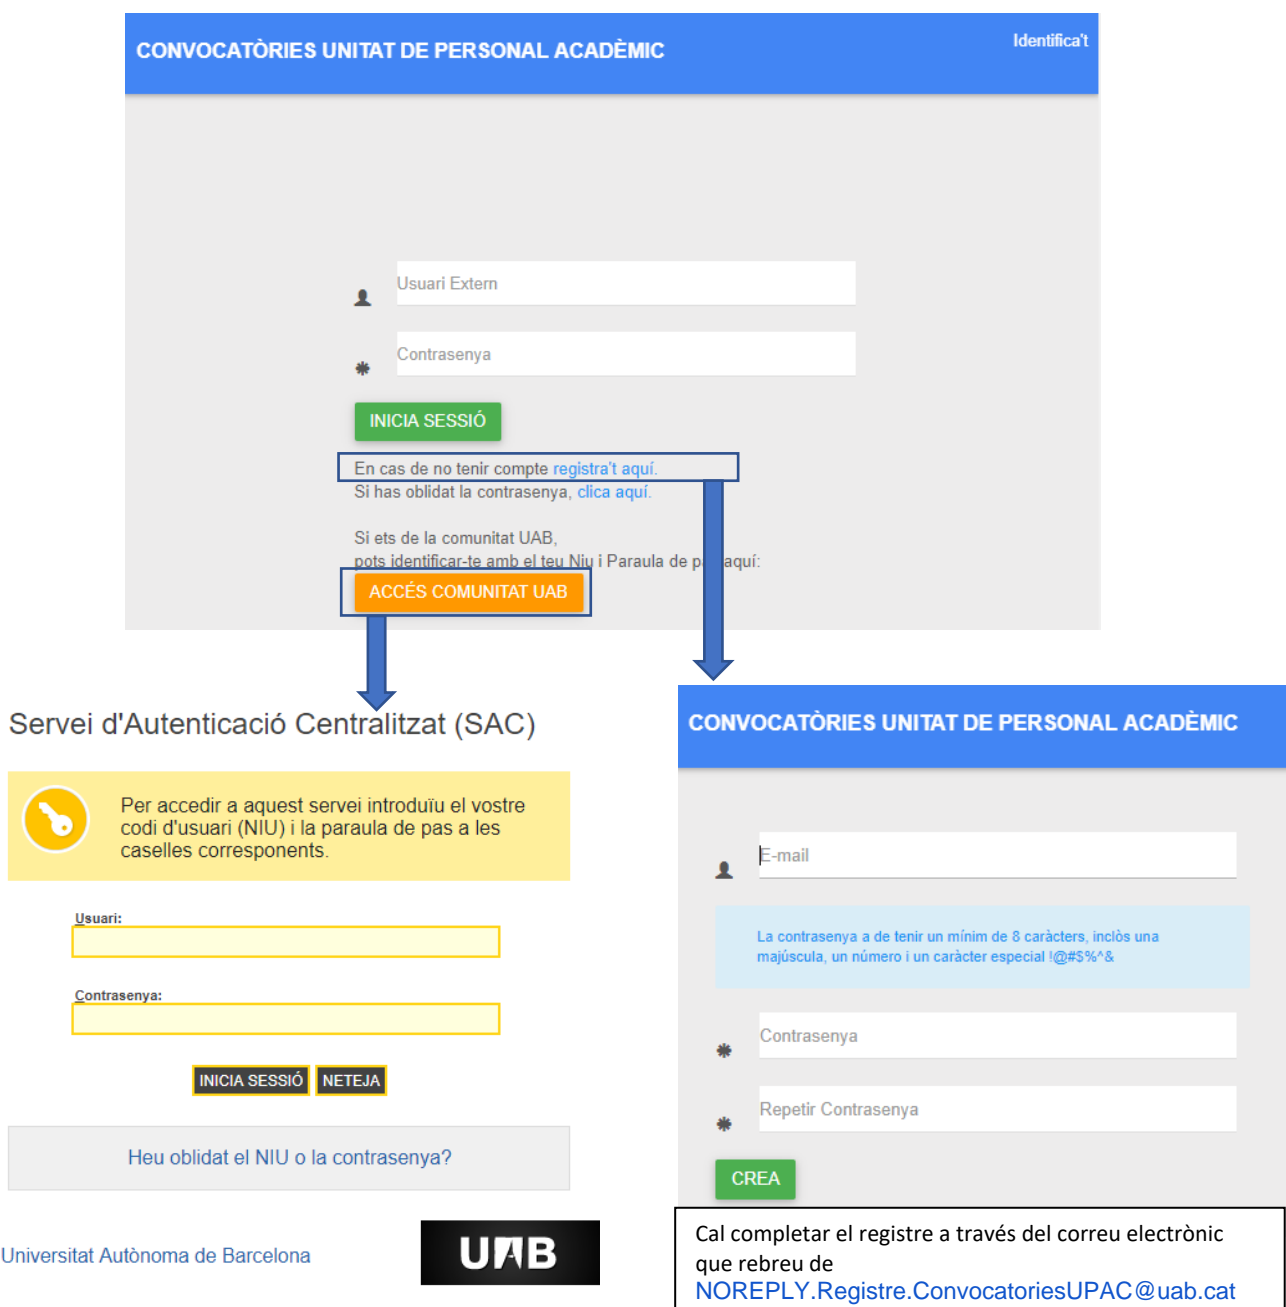 CONVOCATÒRIES UNITAT DE PERSONAL ACADÈMIC
Identifica't
Usuari Extern
Contrasenya
INICIA SESSIÓ
En cas de no tenir compte registra't aquí.
Si has oblidat la contrasenya, clica aquí.
Si ets de la comunitat UAB,
pots identificar-te amb el teu Niu i Paraula de pa aquí:
ACCÉS COMUNITAT UAB
Servei d'Autenticació Centralitzat (SAC)
Per accedir a aquest servei introduïu el vostre
codi d'usuari (NIU) i la paraula de pas a les
caselles corresponents.
Usuari:
Contrasenya:
INICIA SESSIÓ NETEJA
Heu oblidat el NIU o la contrasenya?
Universitat Autònoma de Barcelona
UAB
CONVOCATÒRIES UNITAT DE PERSONAL ACADÈMIC
E-mail
La contrasenya a de tenir un mínim de 8 caràcters, inclòs una
majúscula, un número i un caràcter especial !@#$%^&
Contrasenya
Repetir Contrasenya
CREA
Cal completar el registre a través del correu electrònic
que rebreu de
NOREPLY.Registre.ConvocatoriesUPAC@uab.cat